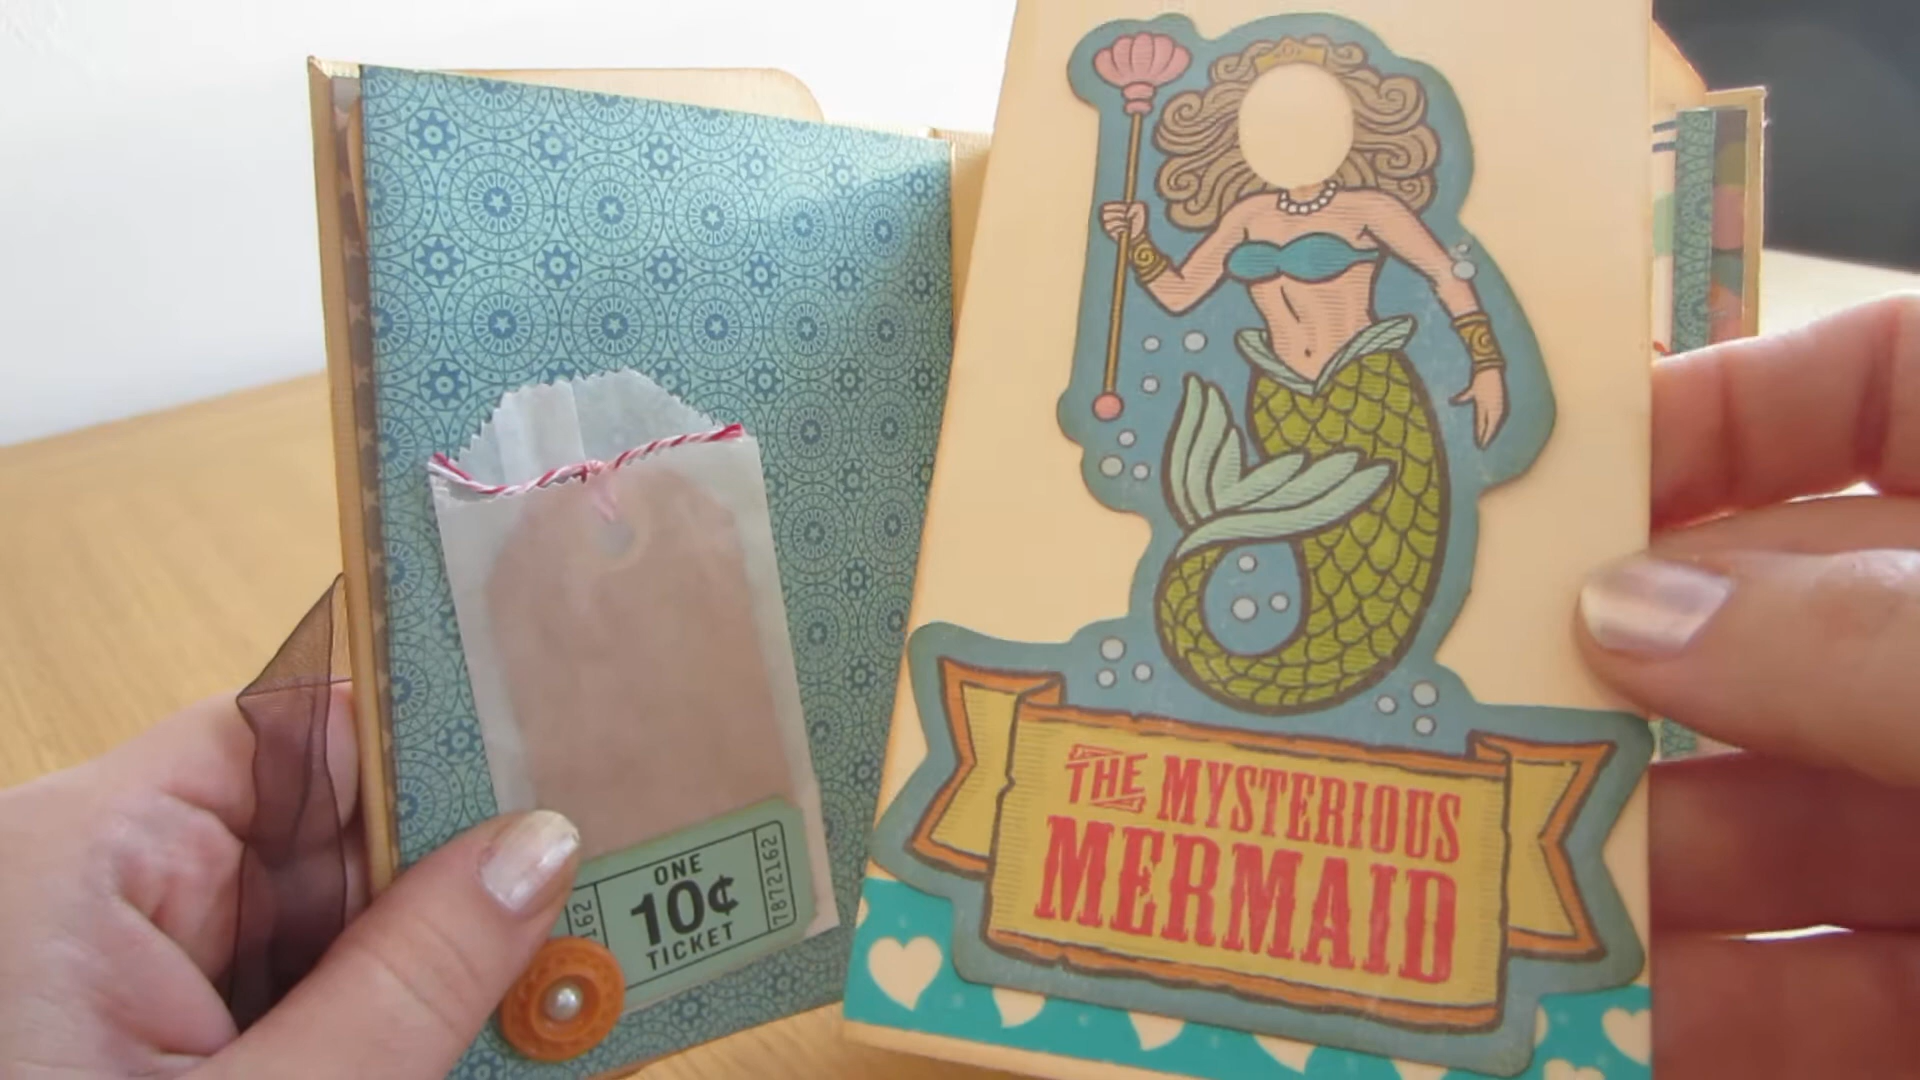 ONE
10¢
TICKET
162
7872162
THE MYSTERIOUS
MERMAID